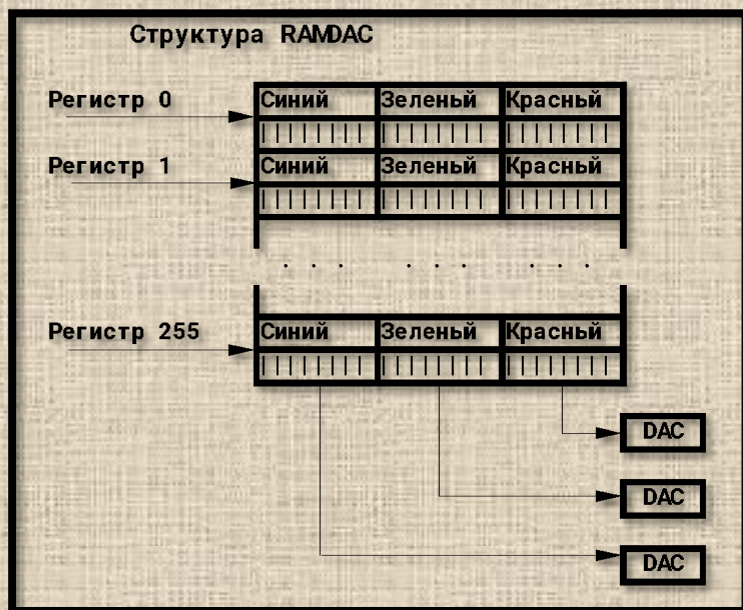 Структура RAMDAC
Регистр 0
Синий Зеленый Красный
| | | | | | | | | | | | | | | | | | | | | | | |
Регистр 1
Синий Зеленый Красный
| | | | | | | | | | | | | | | | | | | | | | | |
. . . . . . . . .
Регистр 255
Синий Зеленый Красный
| | | | | | | | | | | | | | | | | | | | | | | |
DAC
DAC
DAC